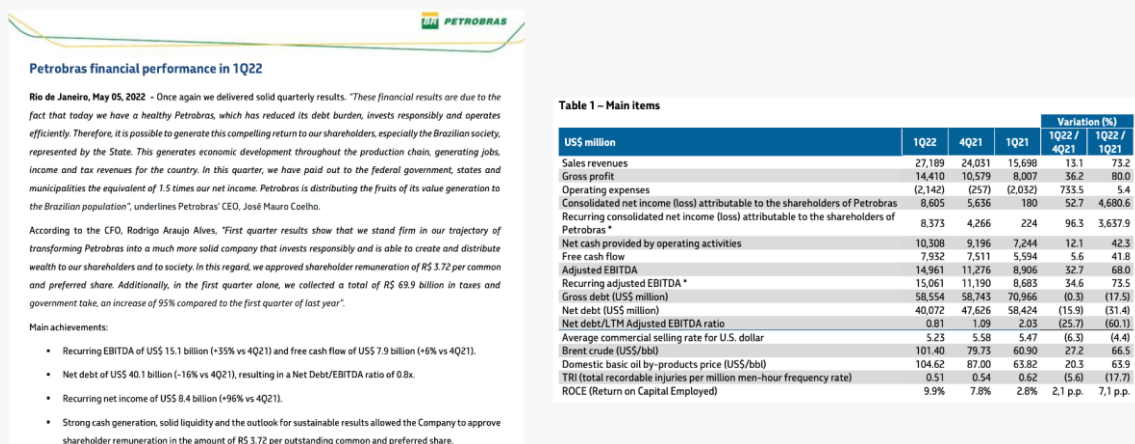 BR PETROBRAS
Petrobras financial performance in 1Q22
Rio de Janeiro, May 05, 2022 - Once again we delivered solid quarterly results. "These financial results are due to the
fact that today we have a healthy Petrobras, which has reduced its debt burden, invests responsibly and operates
efficiently. Therefore, it is possible to generate this compelling return to our shareholders, especially the Brazilian society,
represented by the State. This generates economic development throughout the production chain, generating jobs,
income and tax revenues for the country. In this quarter, we have paid out to the federal government, states and
municipalities the equivalent of 1.5 times our net income. Petrobras is distributing the fruits of its value generation to
the Brazilian population", underlines Petrobras' CEO, José Mauro Coelho.
According to the CFO, Rodrigo Araujo Alves, "First quarter results show that we stand firm in our trajectory of
transforming Petrobras into a much more solid company that invests responsibly and is able to create and distribute
wealth to our shareholders and to society. In this regard, we approved shareholder remuneration of R$ 3.72 per common
and preferred share. Additionally, in the first quarter alone, we collected a total of R$ 69.9 billion in taxes and
government take, an increase of 95% compared to the first quarter of last year".
Main achievements:
▪ Recurring EBITDA of US$ 15.1 billion (+35% vs 4Q21) and free cash flow of US$ 7.9 billion (+6% vs 4Q21).
▪ Net debt of US$ 40.1 billion (-16% vs 4Q21), resulting in a Net Debt/EBITDA ratio of 0.8x.
▪ Recurring net income of US$ 8.4 billion (+96% vs 4Q21).
▪ Strong cash generation, solid liquidity and the outlook for sustainable results allowed the Company to approve
shareholder remuneration in the amount of R$ 3.72 per outstanding common and preferred share.
Table 1 – Main items
Variation (%)
US$ million 1Q22 4Q21 1Q21 1Q22 / 4Q21 1Q22 / 1Q21
Sales revenues 27,189 24,031 15,698 13.1 73.2
Gross profit 14,410 10,579 8,007 36.2 80.0
Operating expenses (2,142) (257) (2,032) 733.5 5.4
Consolidated net income (loss) attributable to the shareholders of Petrobras 8,605 5,636 180 52.7 4,680.6
Recurring consolidated net income (loss) attributable to the shareholders of
Petrobras * 8,373 4,266 224 96.3 3,637.9
Net cash provided by operating activities 10,308 9,196 7,244 12.1 42.3
Free cash flow 7,932 7,511 5,594 5.6 41.8
Adjusted EBITDA 14,961 11,276 8,906 32.7 68.0
Recurring adjusted EBITDA * 15,061 11,190 8,683 34.6 73.5
Gross debt (US$ million) 58,554 58,743 70,966 (0.3) (17.5)
Net debt (US$ million) 40,072 47,626 58,424 (15.9) (31.4)
Net debt/LTM Adjusted EBITDA ratio 0.81 1.09 2.03 (25.7) (60.1)
Average commercial selling rate for U.S. dollar 5.23 5.58 5.47 (6.3) (4.4)
Brent crude (US$/bbl) 101.40 79.73 60.90 27.2 66.5
Domestic basic oil by-products price (US$/bbl) 104.62 87.00 63.82 20.3 63.9
TRI (total recordable injuries per million men-hour frequency rate) 0.51 0.54 0.62 (5.6) (17.7)
ROCE (Return on Capital Employed) 9.9% 7.8% 2.8% 2,1 p.p. 7,1 p.p.